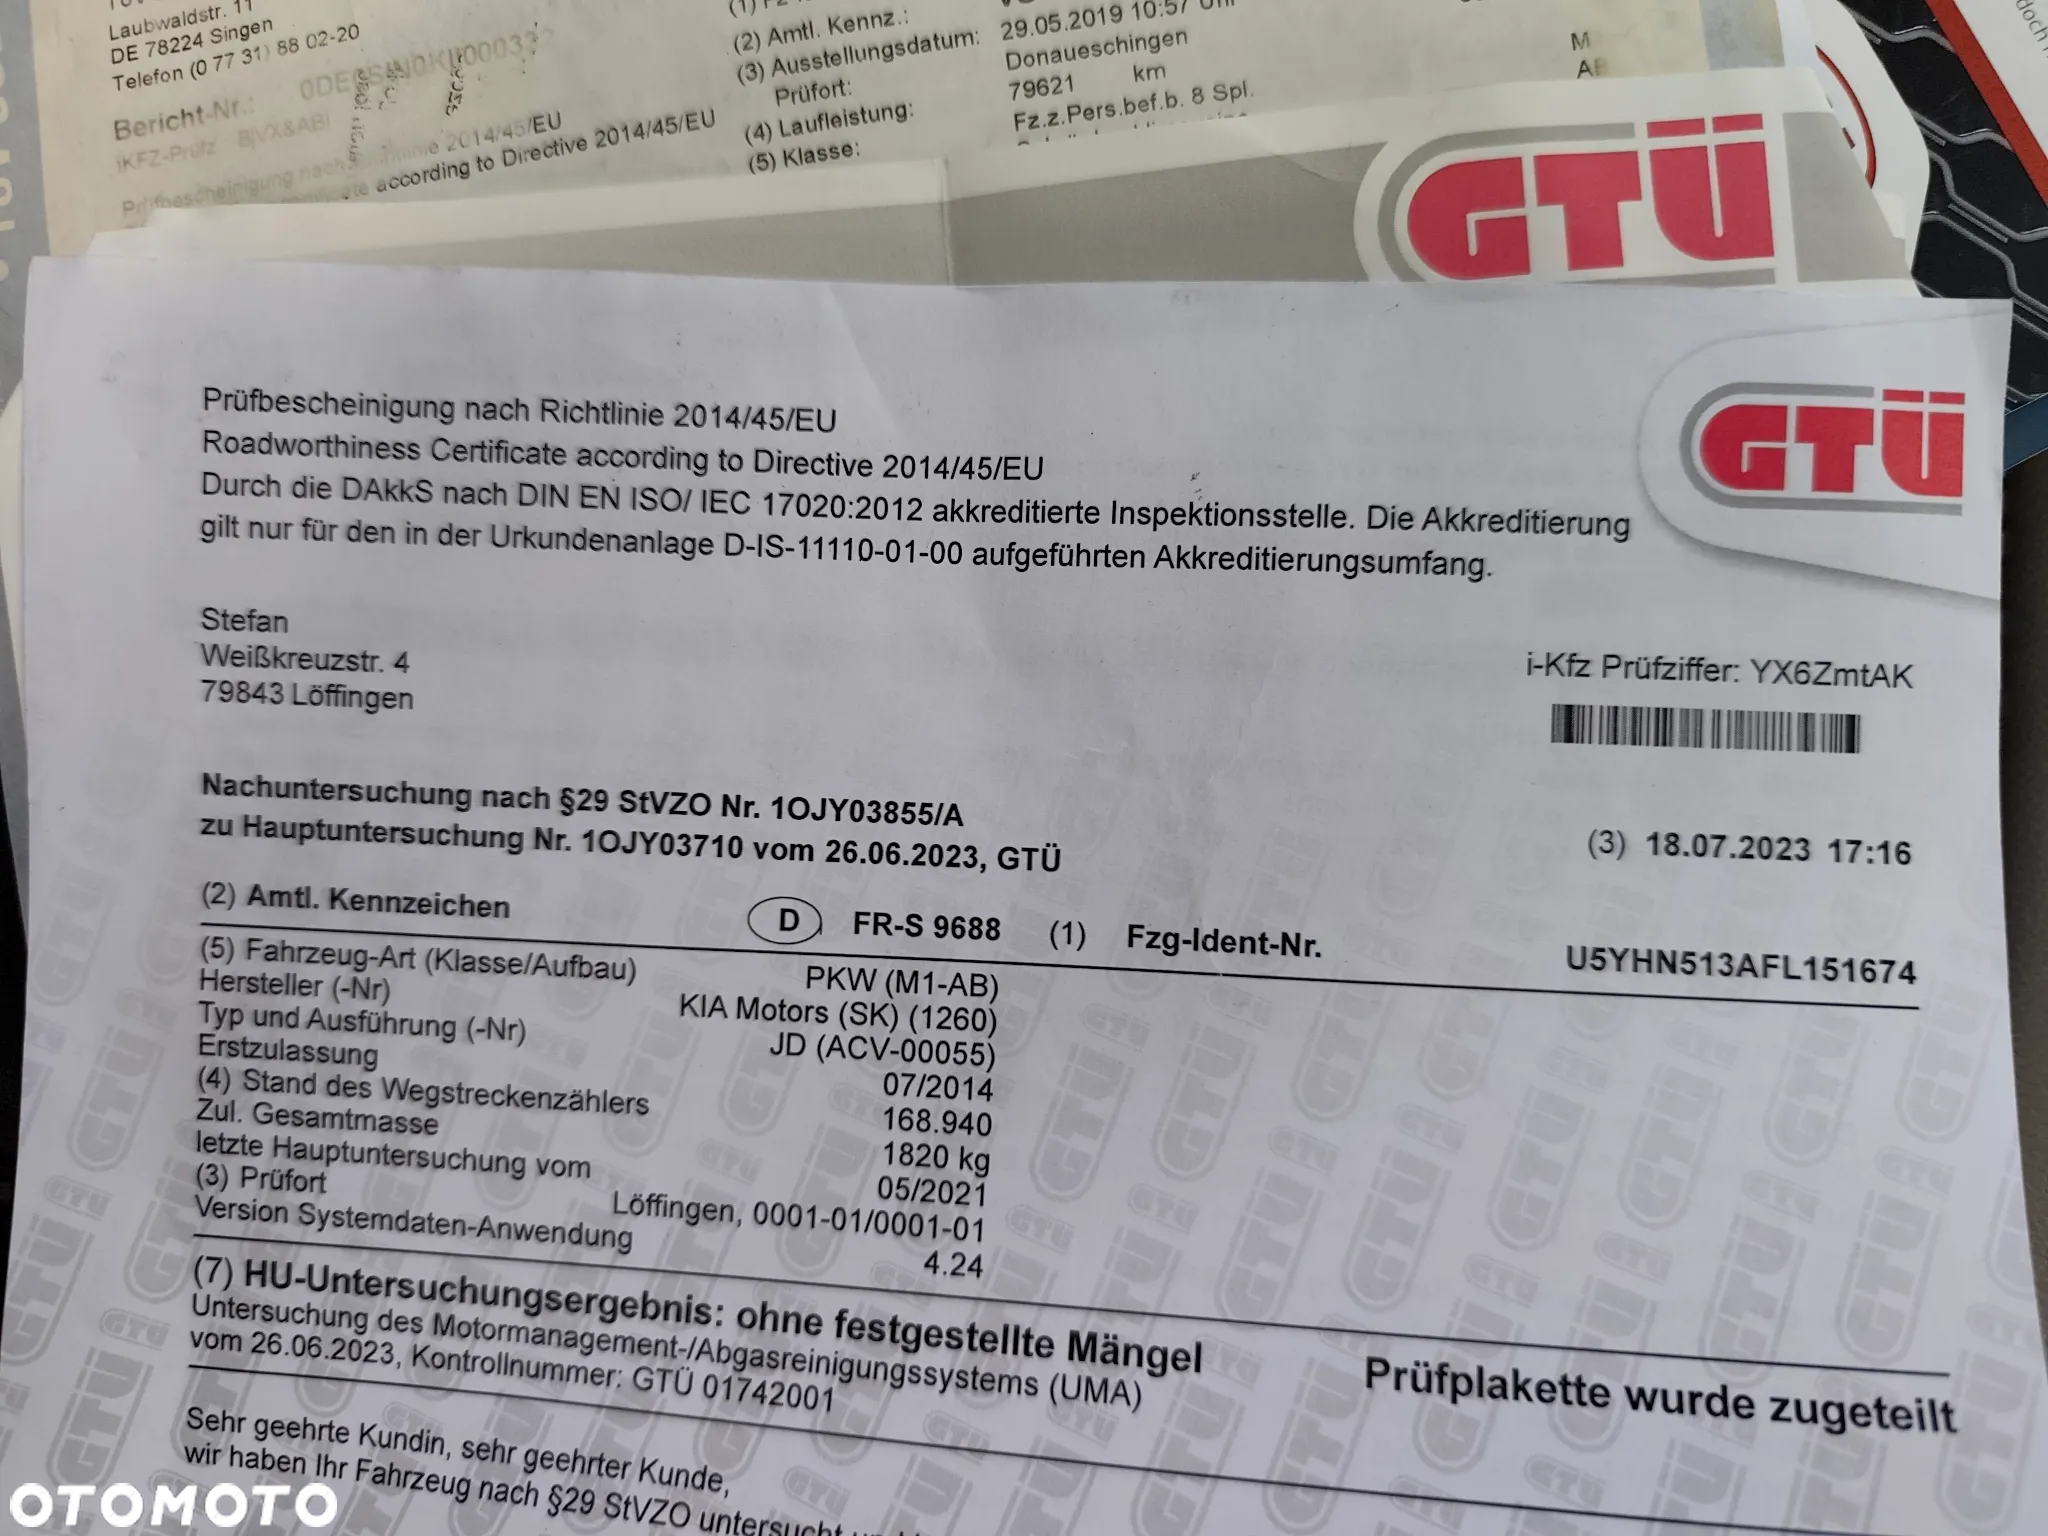 Laubwaldstr. 11
DE 78224 Singen
Telefon (0 77 31) 88 02-20
Bericht-Nr.:
iKFZ-Prüfz
2014/45/EU
according to Directive 2014/45/EU
(2) Amtl. Kennz.:
(3) Ausstellungsdatum:
Prüfort:
(4) Laufleistung:
(5) Klasse:
29.05.2019 10:57
Donaueschingen
79621 km
Fz.z.Pers.bef.b. 8 Spl.
M
GTÜ
GTÜ
Prüfbescheinigung nach Richtlinie 2014/45/EU
Roadworthiness Certificate according to Directive 2014/45/EU
Durch die DAkkS nach DIN EN ISO/ IEC 17020:2012 akkreditierte Inspektionsstelle. Die Akkreditierung
gilt nur für den in der Urkundenanlage D-IS-11110-01-00 aufgeführten Akkreditierungsumfang.
Stefan
Weißkreuzstr. 4
79843 Löffingen
i-Kfz Prüfziffer: YX6ZmtAK
Nachuntersuchung nach §29 StVZO Nr. 1OJY03855/A
zu Hauptuntersuchung Nr. 1OJY03710 vom 26.06.2023, GTÜ
(3) 18.07.2023 17:16
(2) Amtl. Kennzeichen D FR-S 9688 (1) Fzg-Ident-Nr. U5YHN513AFL151674
(5) Fahrzeug-Art (Klasse/Aufbau) PKW (M1-AB)
Hersteller (-Nr) KIA Motors (SK) (1260)
Typ und Ausführung (-Nr) JD (ACV-00055)
Erstzulassung 07/2014
(4) Stand des Wegstreckenzählers 168.940
Zul. Gesamtmasse 1820 kg
letzte Hauptuntersuchung vom 05/2021
(3) Prüfort Löffingen, 0001-01/0001-01
Version Systemdaten-Anwendung 4.24
(7) HU-Untersuchungsergebnis: ohne festgestellte Mängel
Untersuchung des Motormanagement-/Abgasreinigungssystems (UMA)
vom 26.06.2023, Kontrollnummer: GTÜ 01742001
Prüfplakette wurde zugeteilt
Sehr geehrte Kundin, sehr geehrter Kunde,
wir haben Ihr Fahrzeug nach §29 StVZO untersucht
OTOMOTO